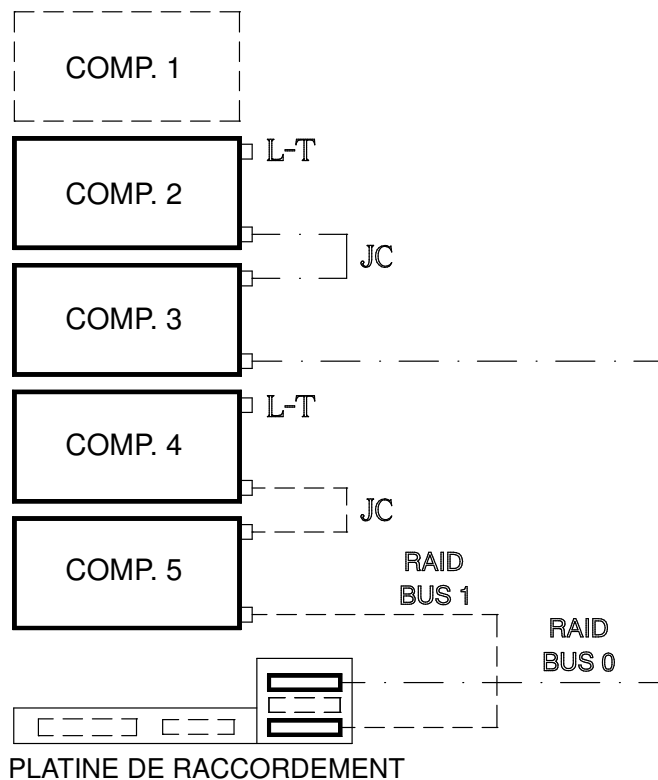 COMP. 1
L-T
COMP. 2
JC
COMP. 3
L-T
COMP. 4
JC
COMP. 5
RAID
BUS 1
RAID
BUS 0
PLATINE DE RACCORDEMENT